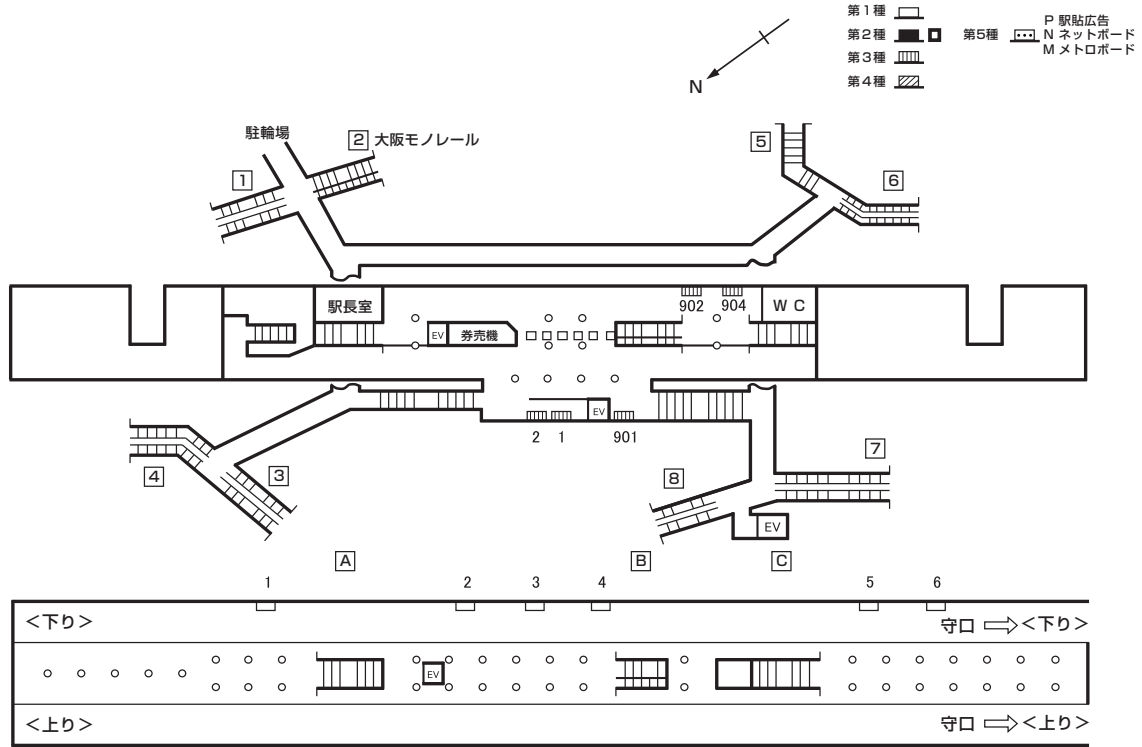 第1種
第2種
第3種
第4種
第5種
P 駅貼広告
N ネットボード
M メトロボード
N
駐輪場
2 大阪モノレール
1
5
6
駅長室
902
904
W C
EV
券売機
EV
2
1
901
4
3
7
8
EV
A
B
C
1
2
3
4
5
6
<下り>
守口 <下り>
EV
<上り>
守口 <上り>